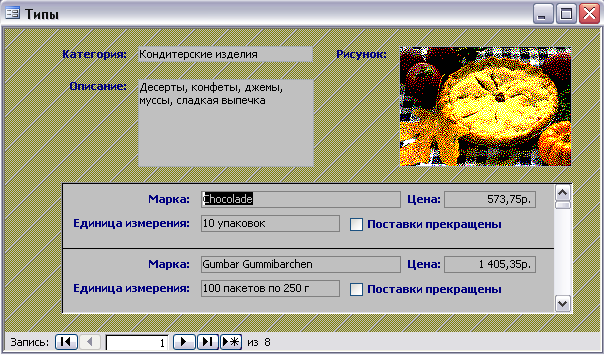 Типы
Категория: Кондитерские изделия Рисунок:
Описание: Десерты, конфеты, джемы,
муссы, сладкая выпечка
Марка: Chocolade Цена: 573,75р.
Единица измерения: 10 упаковок Поставки прекращены
Марка: Gumbar Gummibarchen Цена: 1 405,35р.
Единица измерения: 100 пакетов по 250 г Поставки прекращены
Запись: 1 из 8